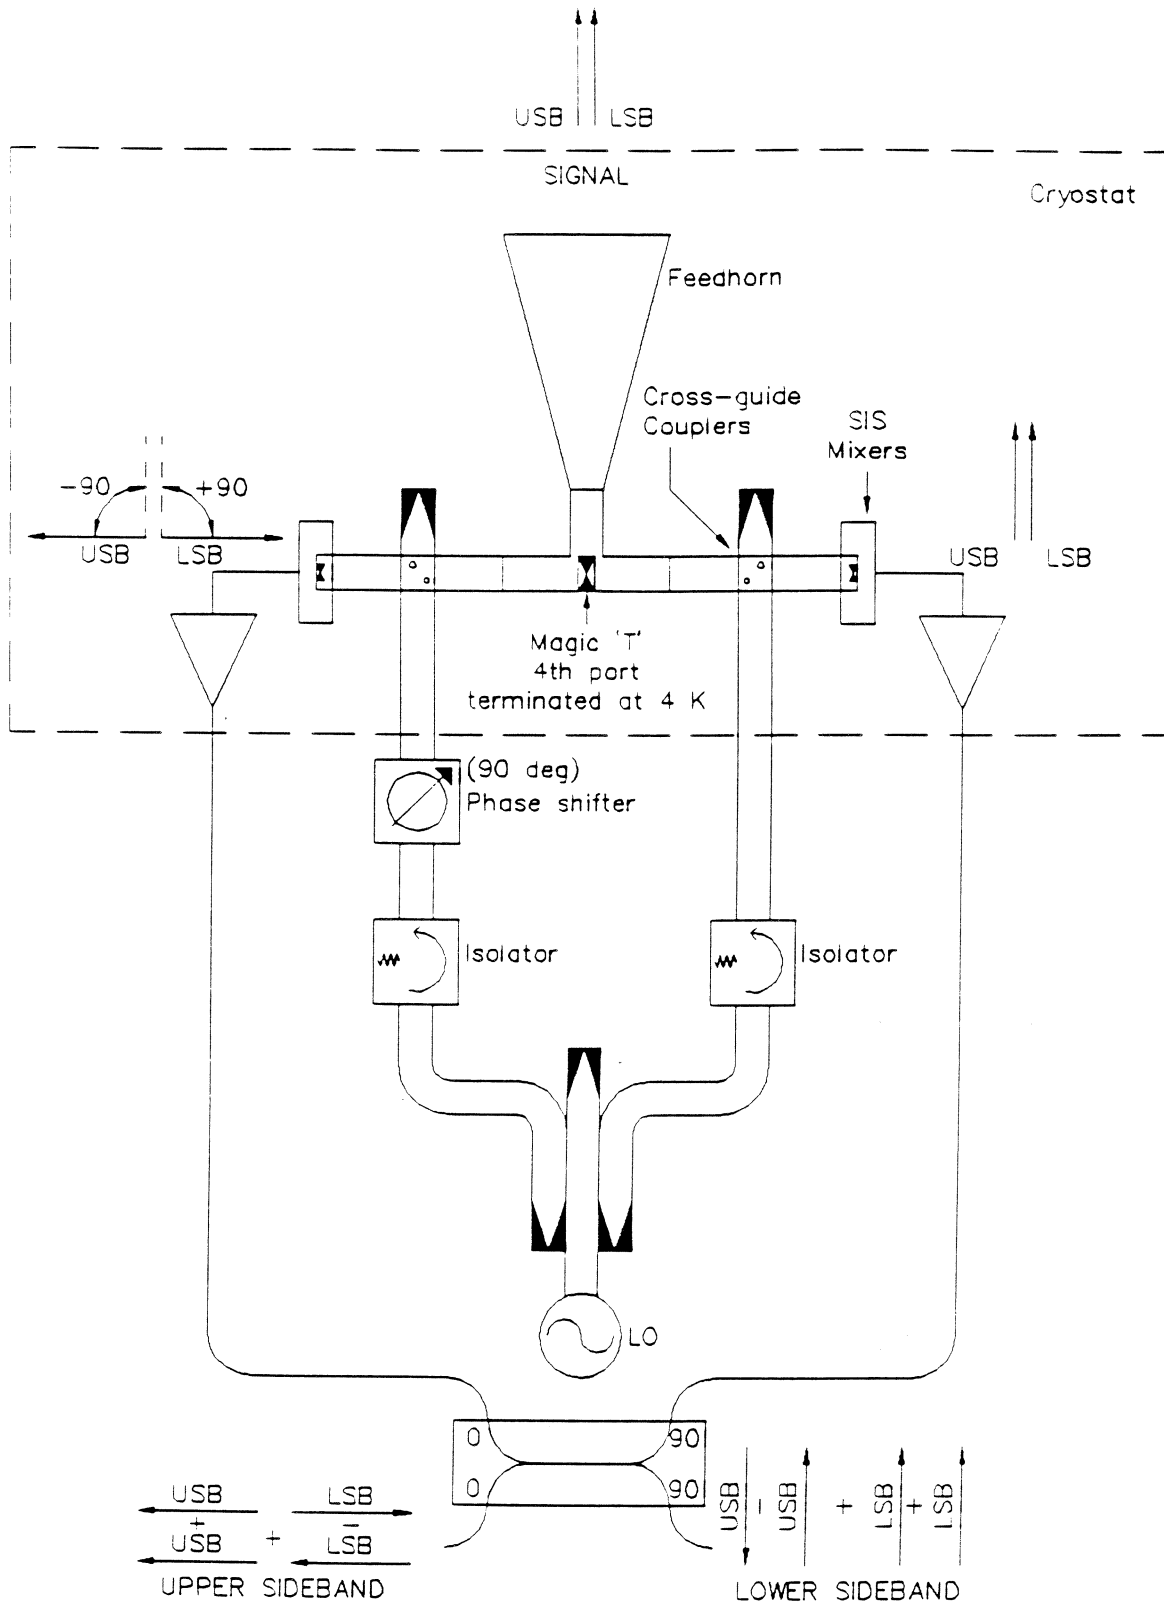 USB LSB
SIGNAL
Cryostat
Feedhorn
Cross-guide
Couplers
SIS
Mixers
-90 +90
USB LSB
USB LSB
Magic 'T'
4th port
terminated at 4 K
(90 deg)
Phase shifter
Isolator
Isolator
LO
0 90
0 90
USB LSB
+ + -
USB LSB
UPPER SIDEBAND
USB - USB + LSB + LSB
LOWER SIDEBAND